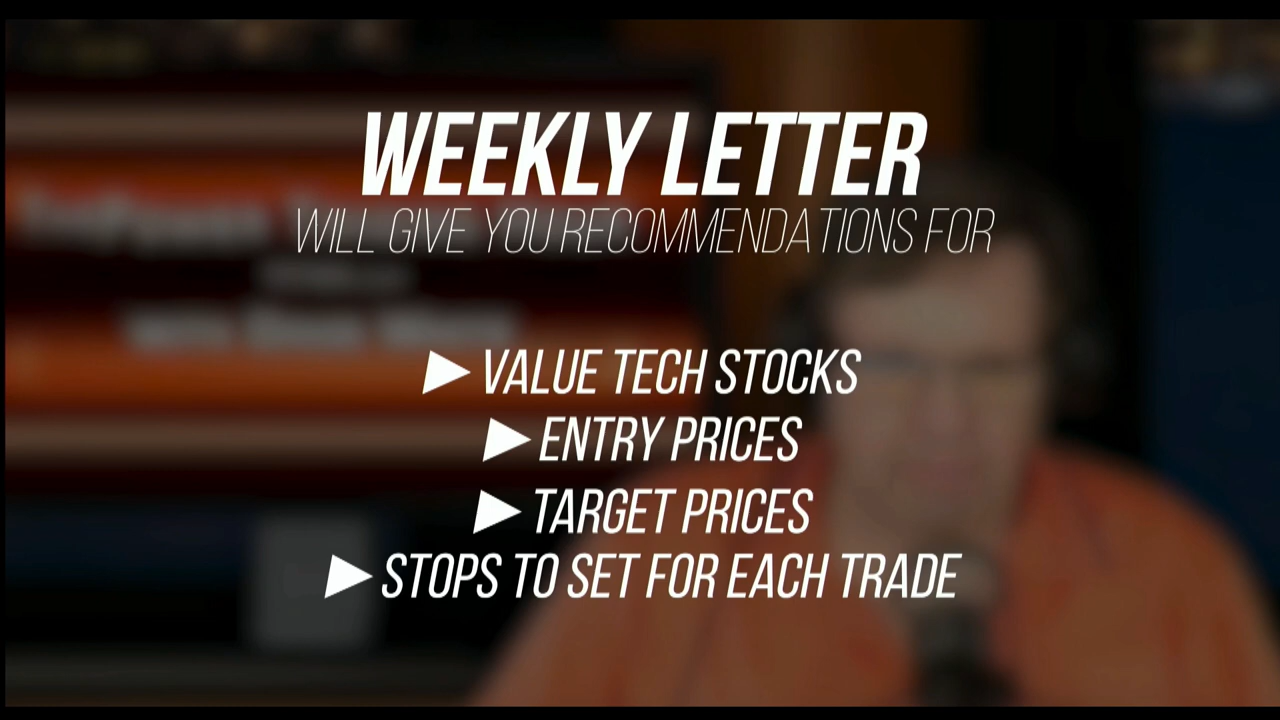 WEEKLY LETTER
WILL GIVE YOU RECOMMENDATIONS FOR
▶ VALUE TECH STOCKS
▶ ENTRY PRICES
▶ TARGET PRICES
▶ STOPS TO SET FOR EACH TRADE